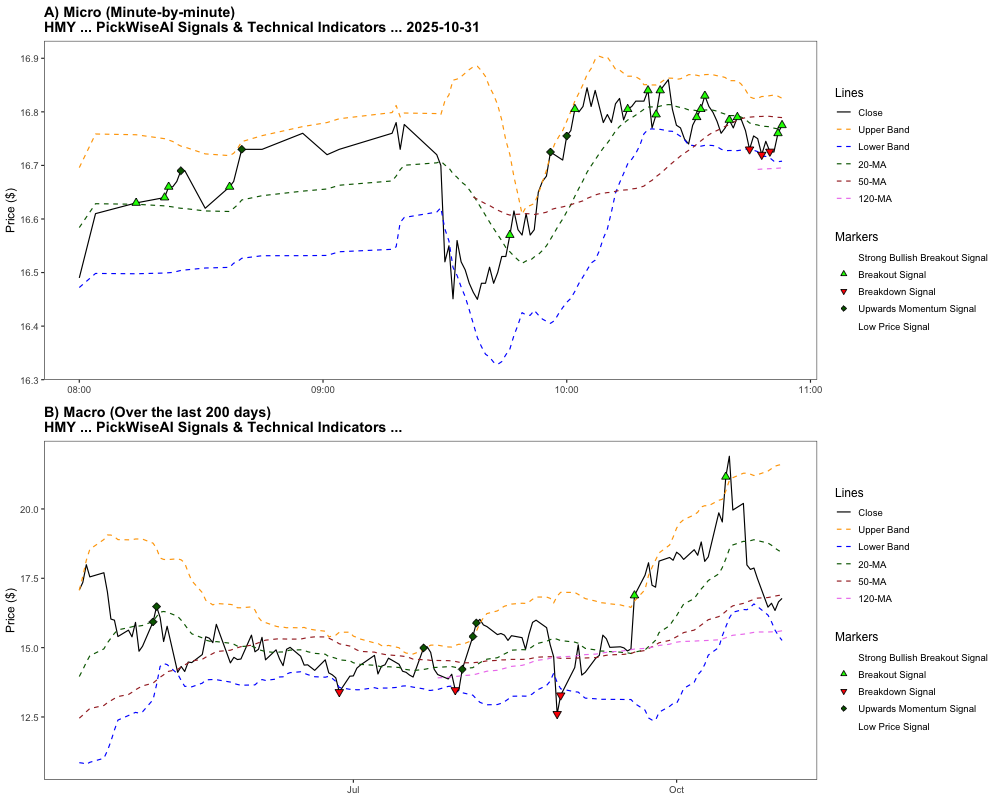 A) Micro (Minute-by-minute)
HMY ... PickWiseAI Signals & Technical Indicators ... 2025-10-31
Price ($)
16.9
16.8
16.7
16.6
16.5
16.4
16.3
08:00
09:00
10:00
11:00
Lines
Close
Upper Band
Lower Band
20-MA
50-MA
120-MA
Markers
Strong Bullish Breakout Signal
Breakout Signal
Breakdown Signal
Upwards Momentum Signal
Low Price Signal
B) Macro (Over the last 200 days)
HMY ... PickWiseAI Signals & Technical Indicators ...
Price ($)
20.0
17.5
15.0
12.5
Jul
Oct
Lines
Close
Upper Band
Lower Band
20-MA
50-MA
120-MA
Markers
Strong Bullish Breakout Signal
Breakout Signal
Breakdown Signal
Upwards Momentum Signal
Low Price Signal